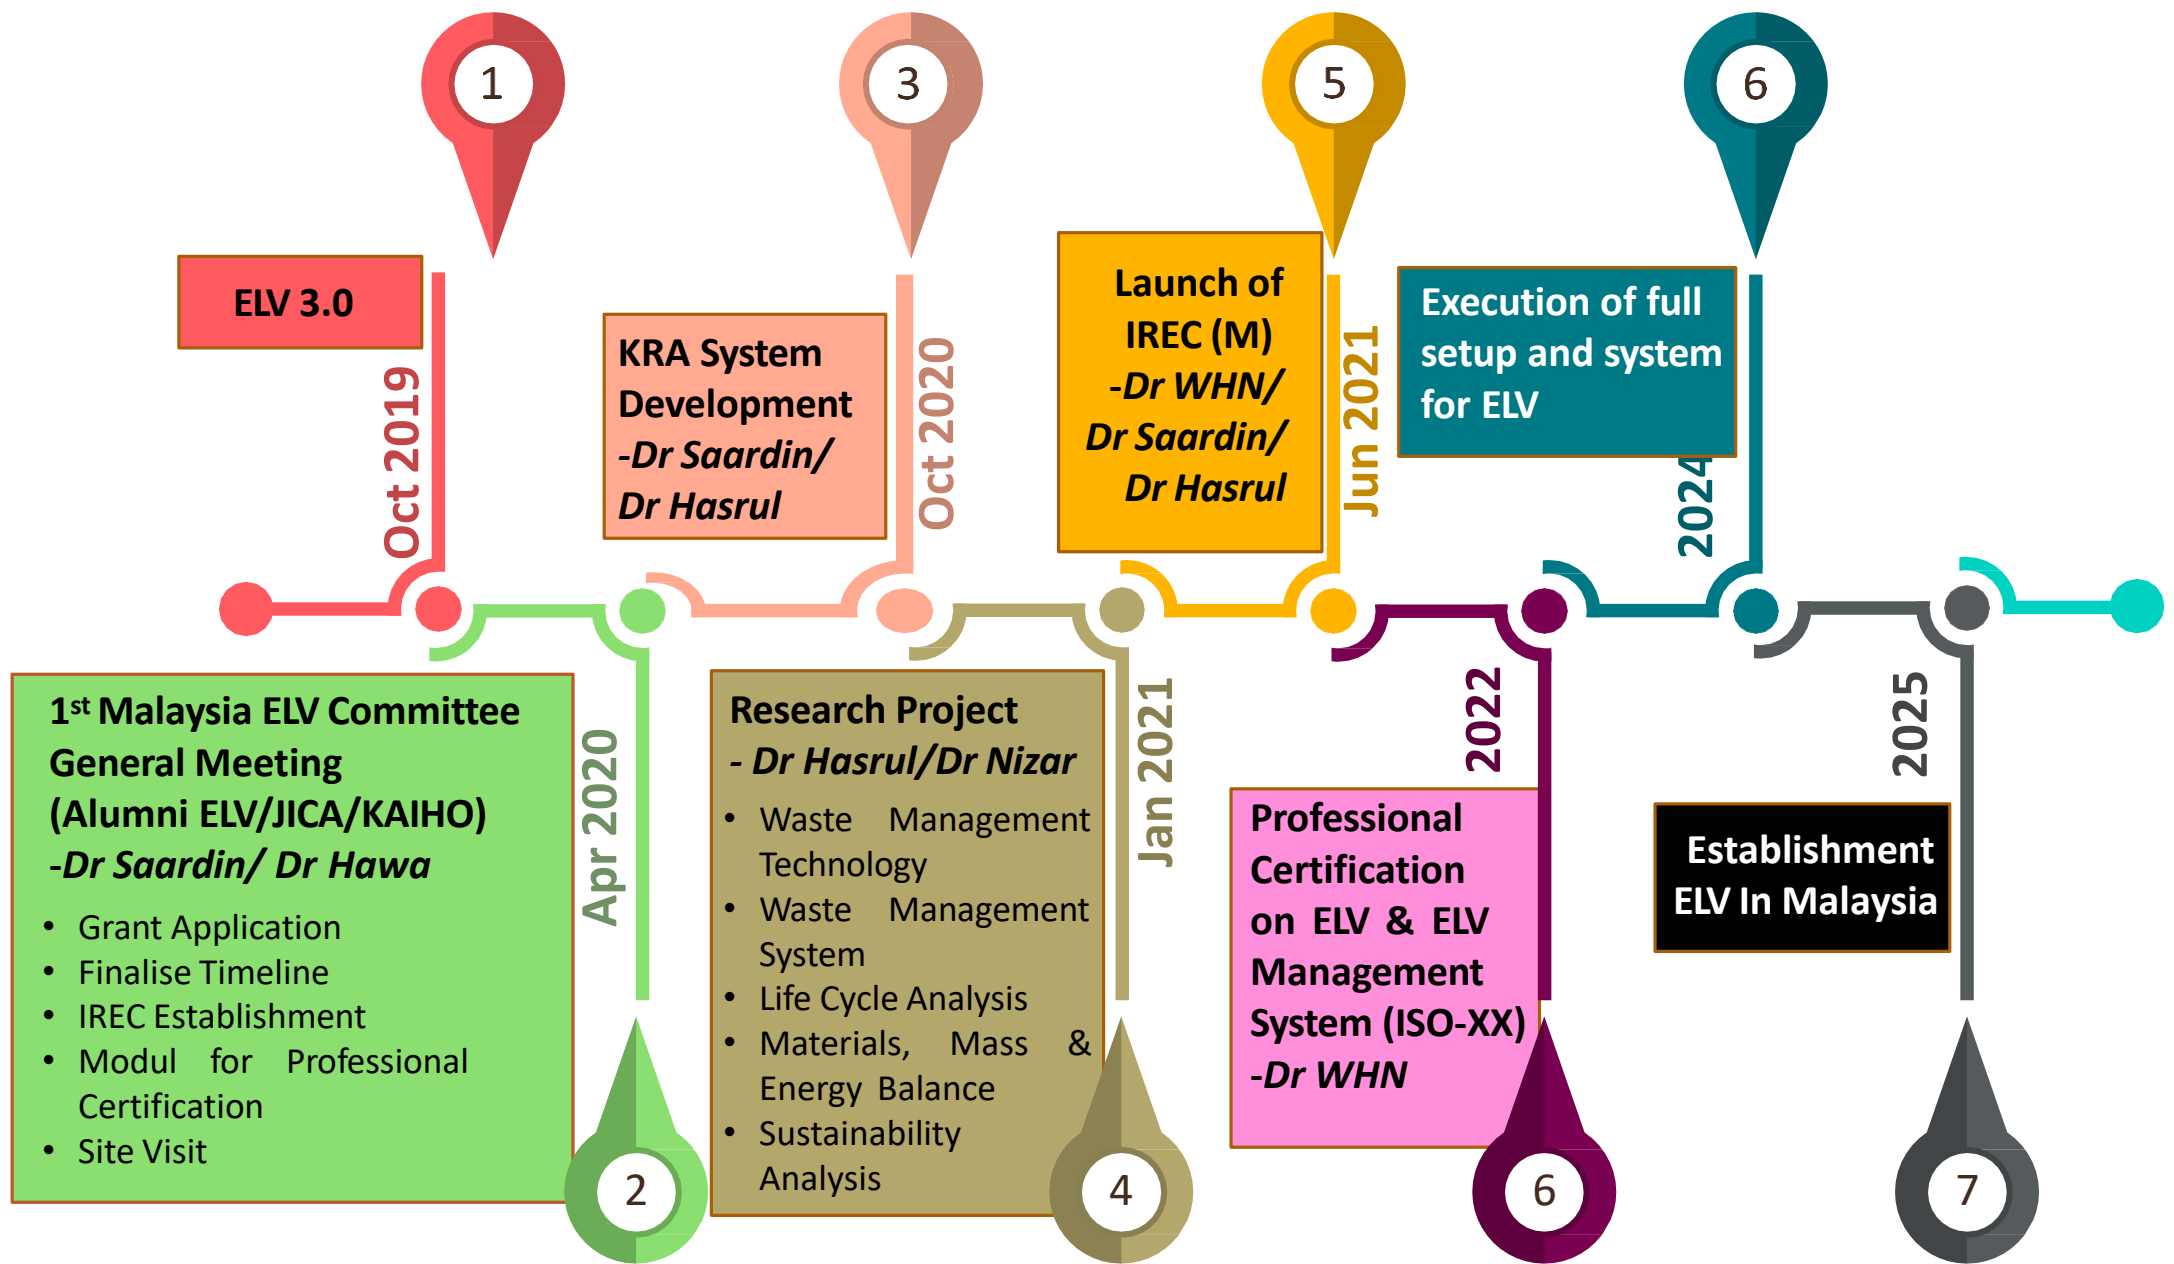 1
ELV 3.0
Oct 2019
1st Malaysia ELV Committee
General Meeting
(Alumni ELV/JICA/KAIHO)
-Dr Saardin/ Dr Hawa
• Grant Application
• Finalise Timeline
• IREC Establishment
• Modul for Professional
Certification
• Site Visit
Apr 2020
2
3
KRA System
Development
-Dr Saardin/
Dr Hasrul
Oct 2020
Research Project
- Dr Hasrul/Dr Nizar
• Waste Management
Technology
• Waste Management
System
• Life Cycle Analysis
• Materials, Mass &
Energy Balance
• Sustainability
Analysis
Jan 2021
4
5
Launch of
IREC (M)
-Dr WHN/
Dr Saardin/
Dr Hasrul
Jun 2021
2022
Professional
Certification
on ELV & ELV
Management
System (ISO-XX)
-Dr WHN
6
6
Execution of full
setup and system
for ELV
2024
2025
Establishment
ELV In Malaysia
7